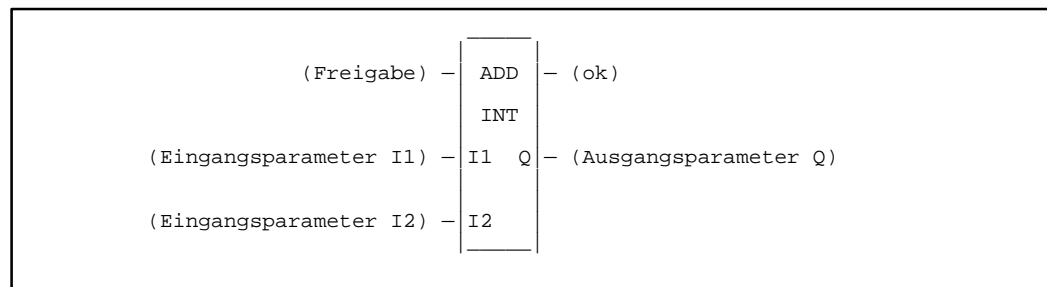 (Freigabe) ADD (ok)
INT
(Eingangsparameter I1) I1 Q (Ausgangsparameter Q)
(Eingangsparameter I2) I2